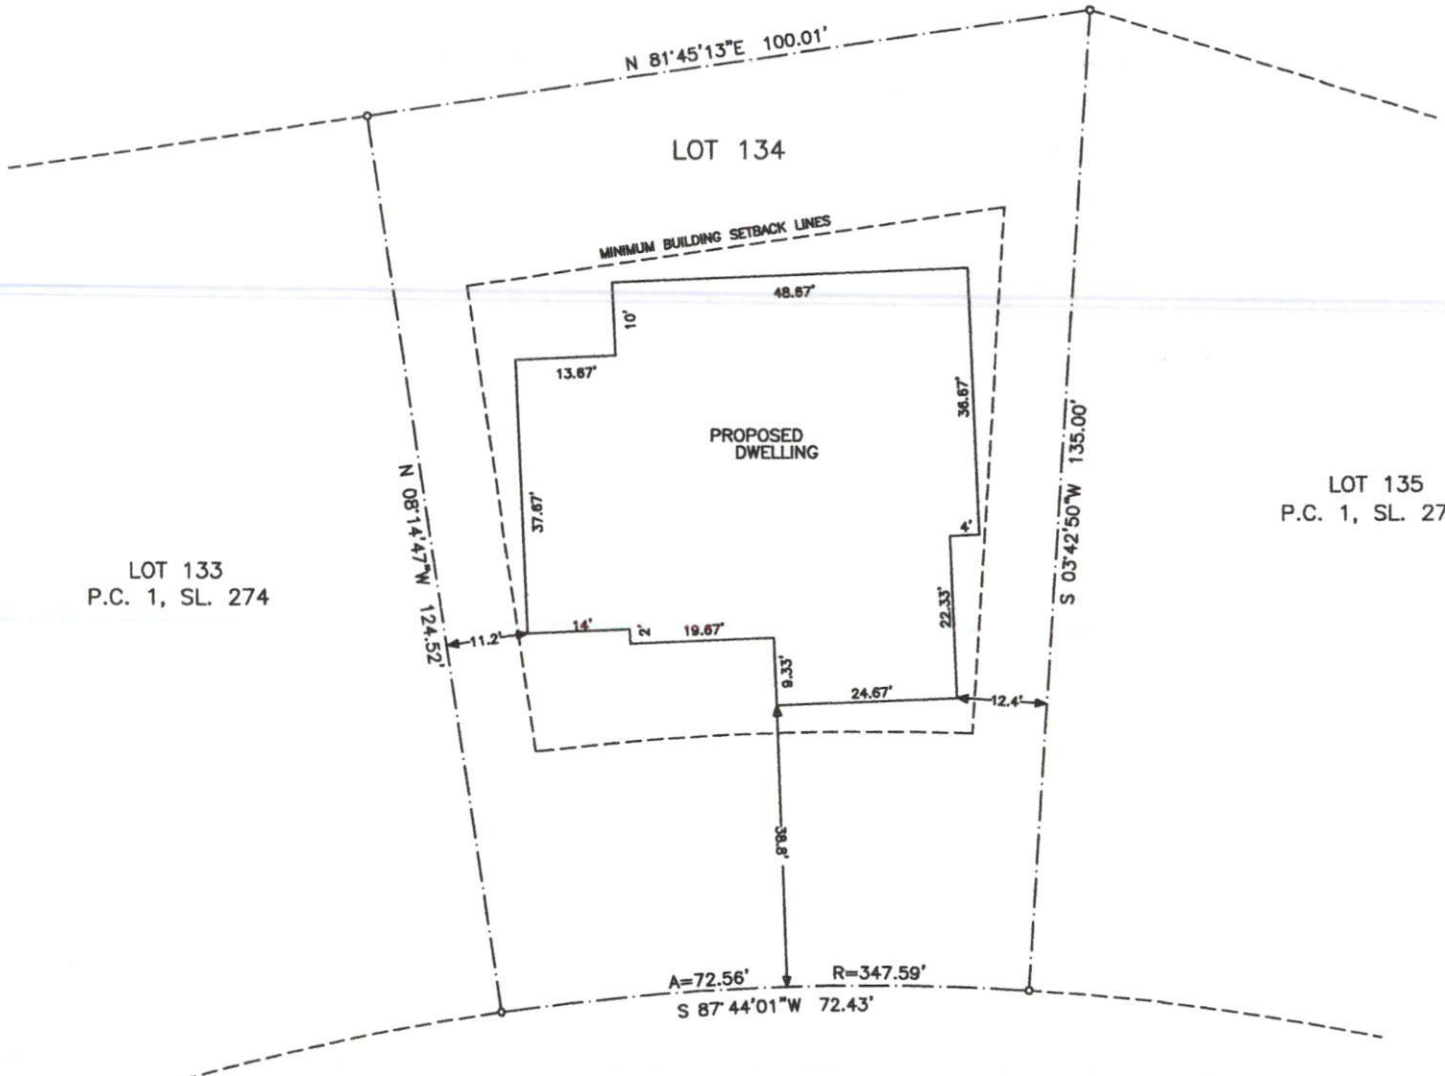 N 81°45'13"E 100.01'
LOT 134
MINIMUM BUILDING SETBACK LINES
48.67'
10'
13.67'
36.67'
PROPOSED
DWELLING
S 03°42'50"W 135.00'
LOT 135
P.C. 1, SL. 27
N 08°14'47"W 124.52'
37.67'
4'
LOT 133
P.C. 1, SL. 274
22.33'
11.2'
14'
2'
19.67'
9.33'
24.67'
12.4'
38.8'
A=72.56' R=347.59'
S 87°44'01"W 72.43'